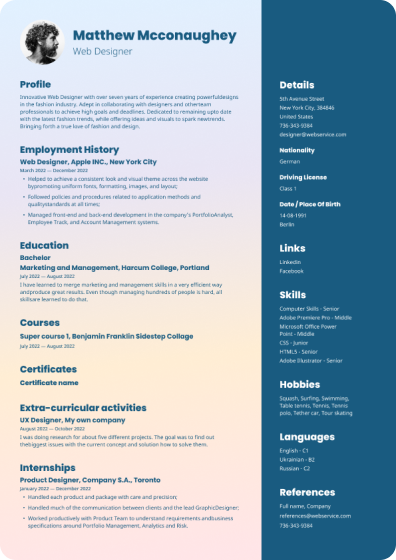 Matthew Mcconaughey
Web Designer
Profile
Innovative Web Designer with over seven years of experience creating powerfuldesigns
in the fashion industry. Adept in collaborating with designers and otherteam
professionals to achieve high goals and deadlines. Dedicated to remaining upto date
with the latest fashion trends, while offering ideas and visuals to spark newtrends.
Bringing forth a true love of fashion and design.
Employment History
Web Designer, Apple INC., New York City
March 2022 — December 2022
• Helped to achieve a consistent look and visual theme across the website
bypromoting uniform fonts, formatting, images, and layout;
• Followed policies and procedures related to application methods and
qualitystandards at all times;
• Managed front-end and back-end development in the company's PortfolioAnalyst,
Employee Track, and Account Management systems.
Education
Bachelor
Marketing and Management, Harcum College, Portland
July 2022 — August 2022
I have learned to merge marketing and management skills in a very efficient way
andproduce great results. Even though managing hundreds of people is hard, all
skillsare learned to do that.
Courses
Super course 1, Benjamin Franklin Sidestep Collage
July 2022 — August 2022
Certificates
Certificate name
Extra-curricular activities
UX Designer, My own company
August 2022 — October 2022
I was doing research for about five different projects. The goal was to find out
thebiggest issues with the current concept and solution how to solve them.
Internships
Product Designer, Company S.A., Toronto
January 2022 — December 2022
• Handled each product and package with care and precision;
• Handled much of the communication between clients and the lead GraphicDesigner;
• Worked productively with Product Team to understand requirements andbusiness
specifications around Portfolio Management, Analytics and Risk.
Details
5th Avenue Street
New York City, 384846
United States
736-343-9364
designer@webservice.com
Nationality
German
Driving License
Class 1
Date / Place Of Birth
14-08-1991
Berlin
Links
Linkedin
Facebook
Skills
Computer Skills - Senior
Adobe Premiere Pro - Middle
Microsoft Office Power
Point - Middle
CSS - Junior
HTML5 - Senior
Adobe Illustrator - Senior
Hobbies
Squash, Surfing, Swimming,
Table tennis, Tennis, Tennis
polo, Tether car, Tour skating
Languages
English - C1
Ukrainian - B2
Russian - C2
References
Full name, Company
references@webservice.com
736-343-9364